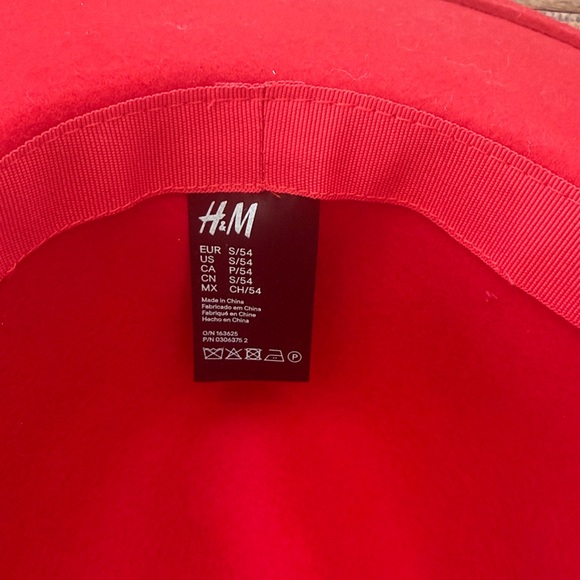 H&M
EUR S/54
US S/54
CA P/54
CN S/54
MX CH/54
Made in China
Fabricado em China
Fabriqué en Chine
Hecho en China
O/N 163625
P/N 0306375 2
P